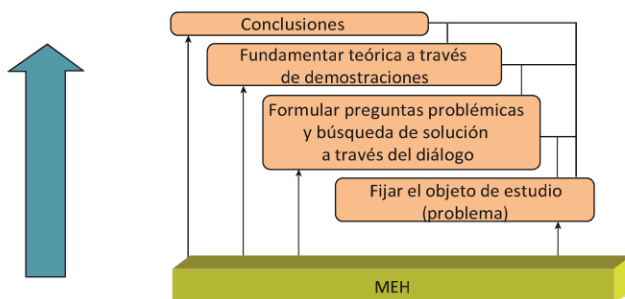 Conclusiones
Fundamentar teórica a través
de demostraciones
Formular preguntas problémicas
y búsqueda de solución
a través del diálogo
Fijar el objeto de estudio
(problema)
MEH